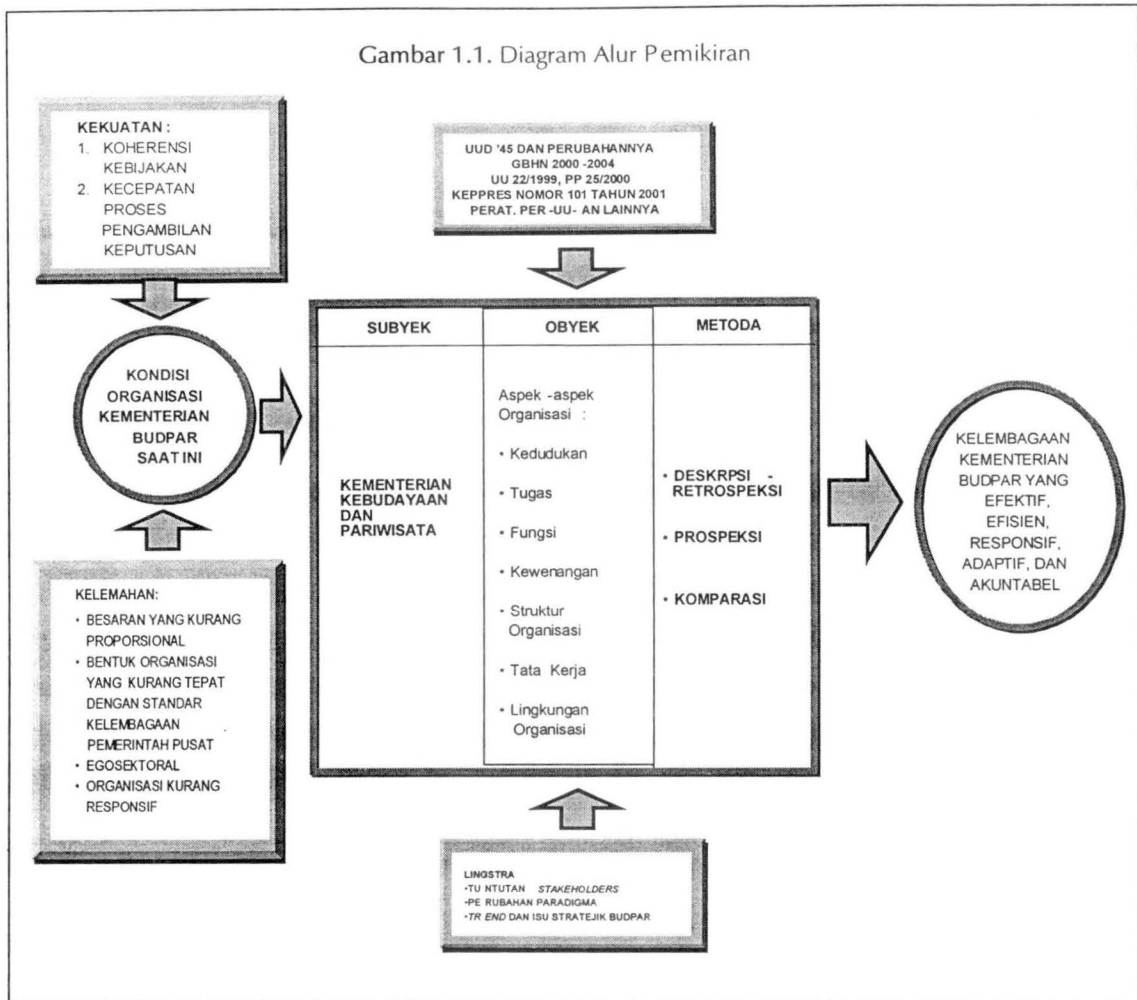 Gambar 1.1. Diagram Alur Pemikiran
KEKUATAN :
1. KOHERENSI
KEBIJAKAN
2. KECEPATAN
PROSES
PENGAMBILAN
KEPUTUSAN
UUD '45 DAN PERUBAHANNYA
GBHN 2000 -2004
UU 22/1999, PP 25/2000
KEPPRES NOMOR 101 TAHUN 2001
PERAT. PER -UU- AN LAINNYA
KONDISI
ORGANISASI
KEMENTERIAN
BUDPAR
SAAT INI
KELEMAHAN:
• BESARAN YANG KURANG
PROPORSIONAL
• BENTUK ORGANISASI
YANG KURANG TEPAT
DENGAN STANDAR
KELEMBAGAAN
PEMERINTAH PUSAT
• EGOSEKTORAL
• ORGANISASI KURANG
RESPONSIF
SUBYEK
KEMENTERIAN
KEBUDAYAAN
DAN
PARIWISATA
OBYEK
Aspek -aspek
Organisasi :
• Kedudukan
• Tugas
• Fungsi
• Kewenangan
• Struktur
Organisasi
• Tata Kerja
• Lingkungan
Organisasi
METODA
• DESKRPSI -
RETROSPEKSI
• PROSPEKSI
• KOMPARASI
KELEMBAGAAN
KEMENTERIAN
BUDPAR YANG
EFEKTIF,
EFISIEN,
RESPONSIF,
ADAPTIF, DAN
AKUNTABEL
LINGSTRA
•TU NTUTAN STAKEHOLDERS
•PE RUBAHAN PARADIGMA
•TR END DAN ISU STRATEJIK BUDPAR